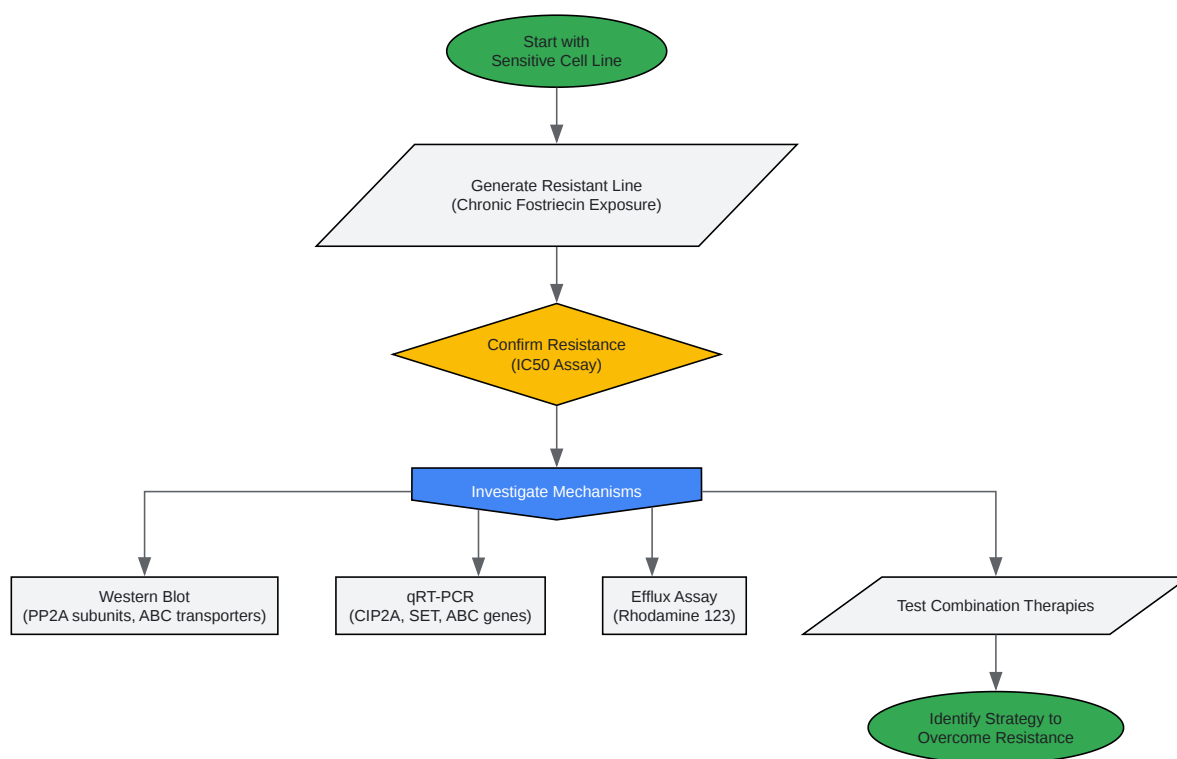 Start with
Sensitive Cell Line
Generate Resistant Line
(Chronic Fostriecin Exposure)
Confirm Resistance
(IC50 Assay)
Investigate Mechanisms
Western Blot
(PP2A subunits, ABC transporters)
qRT-PCR
(CIP2A, SET, ABC genes)
Efflux Assay
(Rhodamine 123)
Test Combination Therapies
Identify Strategy to
Overcome Resistance